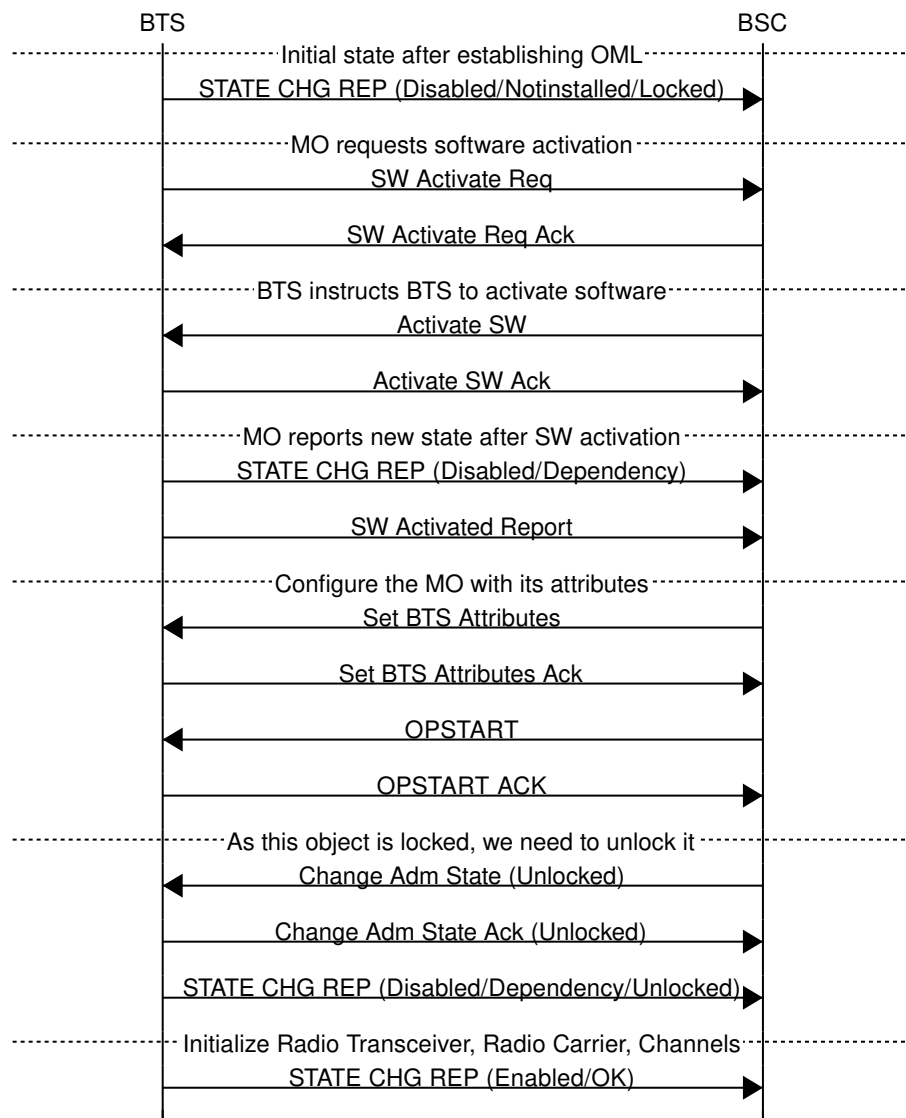 BTS BSC
Initial state after establishing OML
STATE CHG REP (Disabled/Notinstalled/Locked)
MO requests software activation
SW Activate Req
SW Activate Req Ack
BTS instructs BTS to activate software
Activate SW
Activate SW Ack
MO reports new state after SW activation
STATE CHG REP (Disabled/Dependency)
SW Activated Report
Configure the MO with its attributes
Set BTS Attributes
Set BTS Attributes Ack
OPSTART
OPSTART ACK
As this object is locked, we need to unlock it
Change Adm State (Unlocked)
Change Adm State Ack (Unlocked)
STATE CHG REP (Disabled/Dependency/Unlocked)
Initialize Radio Transceiver, Radio Carrier, Channels
STATE CHG REP (Enabled/OK)